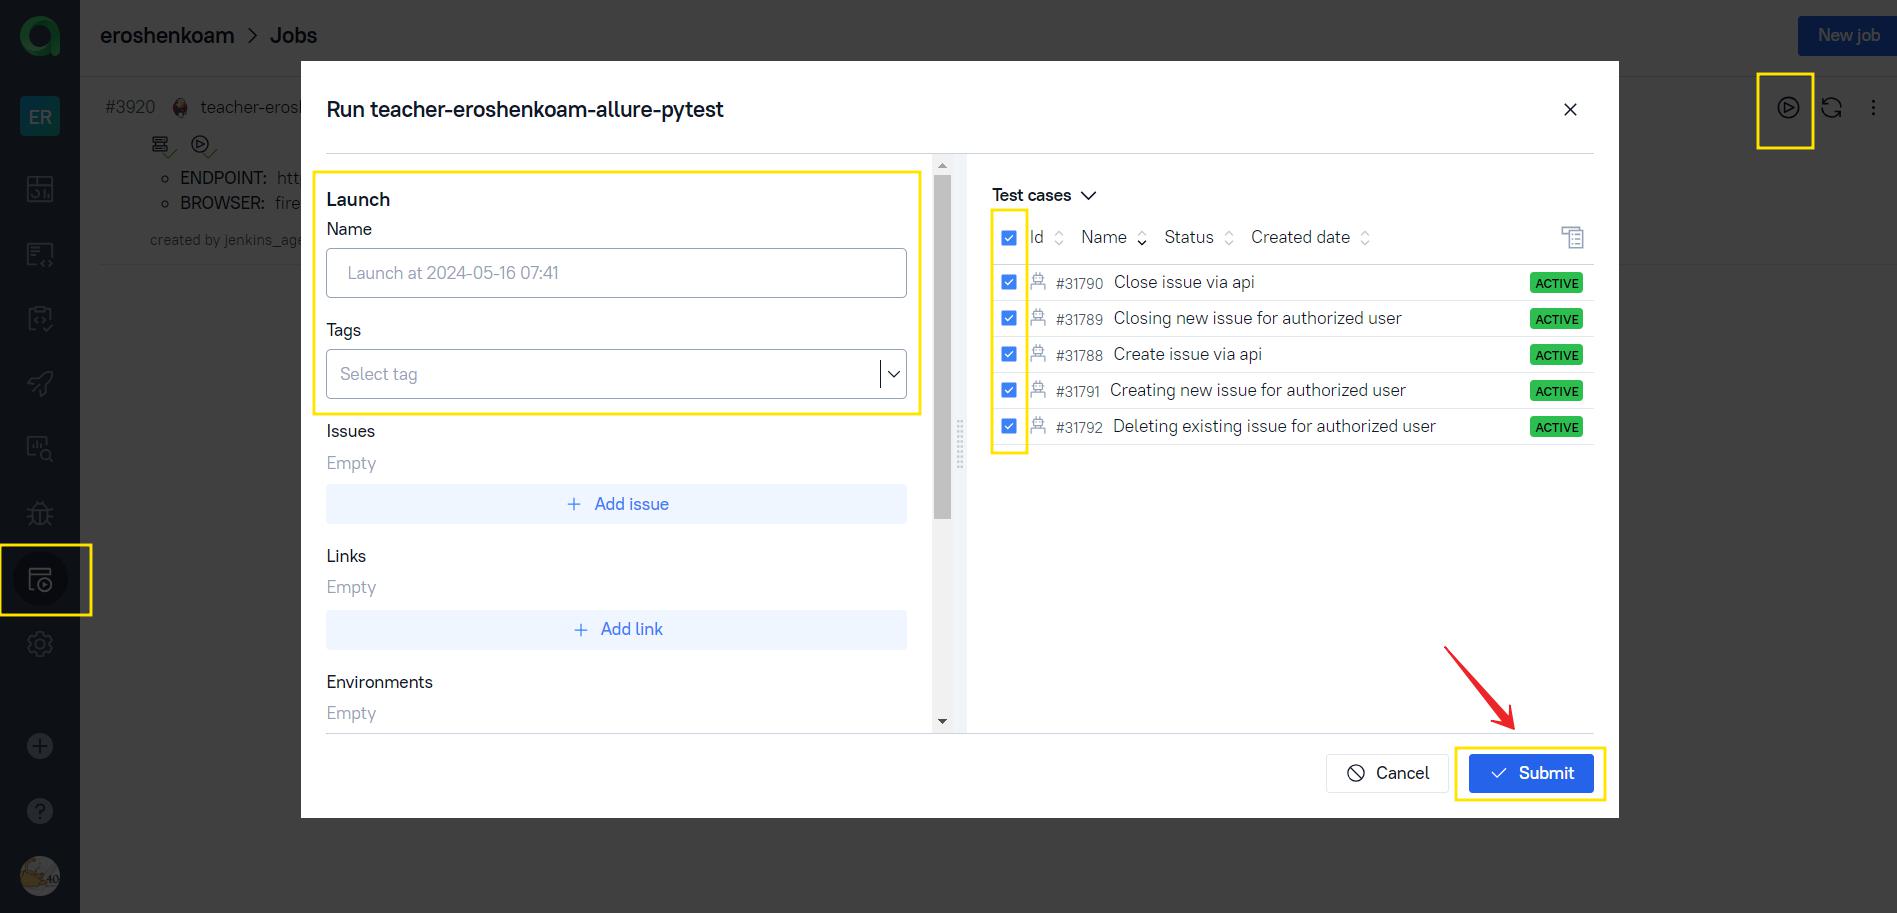 eroshenkoam > Jobs
New job
ER
#3920 teacher-erosl
ENDPOINT: htt
BROWSER: fire
created by jenkins_age
Run teacher-eroshenkoam-allure-pytest
Launch
Name
Launch at 2024-05-16 07:41
Tags
Select tag
Issues
Empty
+ Add issue
Links
Empty
+ Add link
Environments
Empty
Test cases
Id Name Status Created date
#31790 Close issue via api ACTIVE
#31789 Closing new issue for authorized user ACTIVE
#31788 Create issue via api ACTIVE
#31791 Creating new issue for authorized user ACTIVE
#31792 Deleting existing issue for authorized user ACTIVE
Cancel
Submit
40